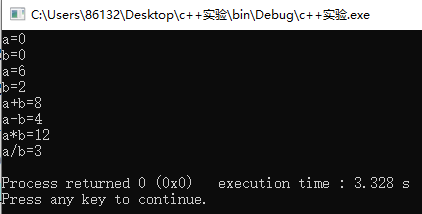 C:\Users\86132\Desktop\c++实验\bin\Debug\c++实验.exe
a=0
b=0
a=6
b=2
a+b=8
a-b=4
a*b=12
a/b=3
Process returned 0 (0x0)   execution time : 3.328 s
Press any key to continue.